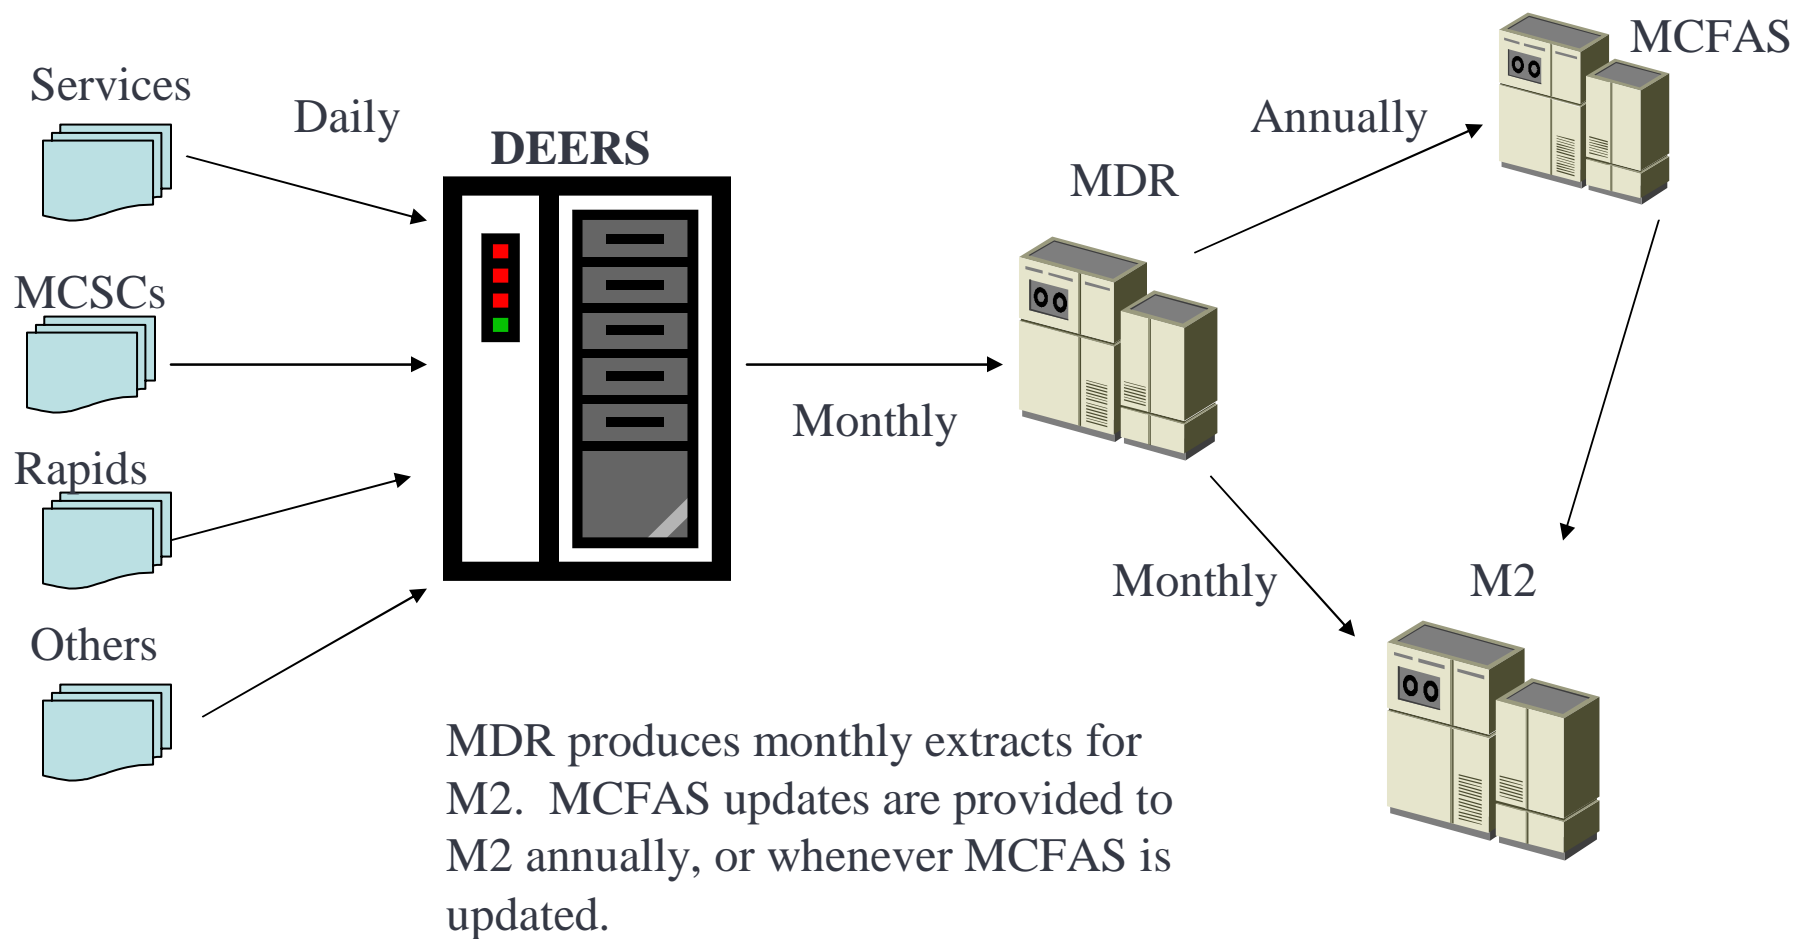 Services
Daily
DEERS
MCSCs
Rapids
Others
Monthly
MDR
Annually
MCFAS
Monthly
M2
MDR produces monthly extracts for
M2.  MCFAS updates are provided to
M2 annually, or whenever MCFAS is
updated.